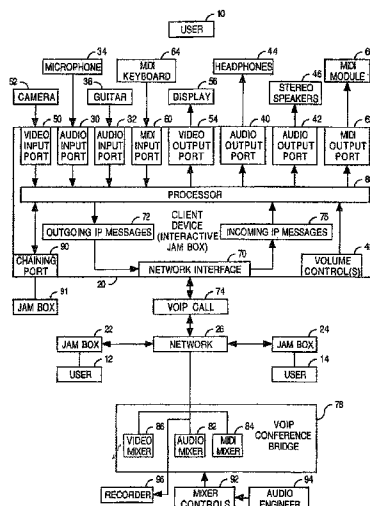 10
USER
34
MICROPHONE
64
MIDI KEYBOARD
44
HEADPHONES
MIDI MODULE
52
CAMERA
36
GUITAR
56
DISPLAY
46
STEREO SPEAKERS
50
VIDEO INPUT PORT
30
AUDIO INPUT PORT
32
AUDIO INPUT PORT
60
MIDI INPUT PORT
54
VIDEO OUTPUT PORT
40
AUDIO OUTPUT PORT
42
AUDIO OUTPUT PORT
MIDI OUTPUT PORT
PROCESSOR
72
OUTGOING IP MESSAGES
CLIENT DEVICE (INTERACTIVE JAM BOX)
INCOMING IP MESSAGES
90
CHAINING PORT
20
70
NETWORK INTERFACE
VOLUME CONTROL(S)
91
JAM BOX
74
VOIP CALL
22
JAM BOX
26
NETWORK
24
JAM BOX
12
USER
14
USER
78
86
VIDEO MIXER
82
AUDIO MIXER
84
MIDI MIXER
VOIP CONFERENCE BRIDGE
96
RECORDER
92
MIXER CONTROLS
94
AUDIO ENGINEER